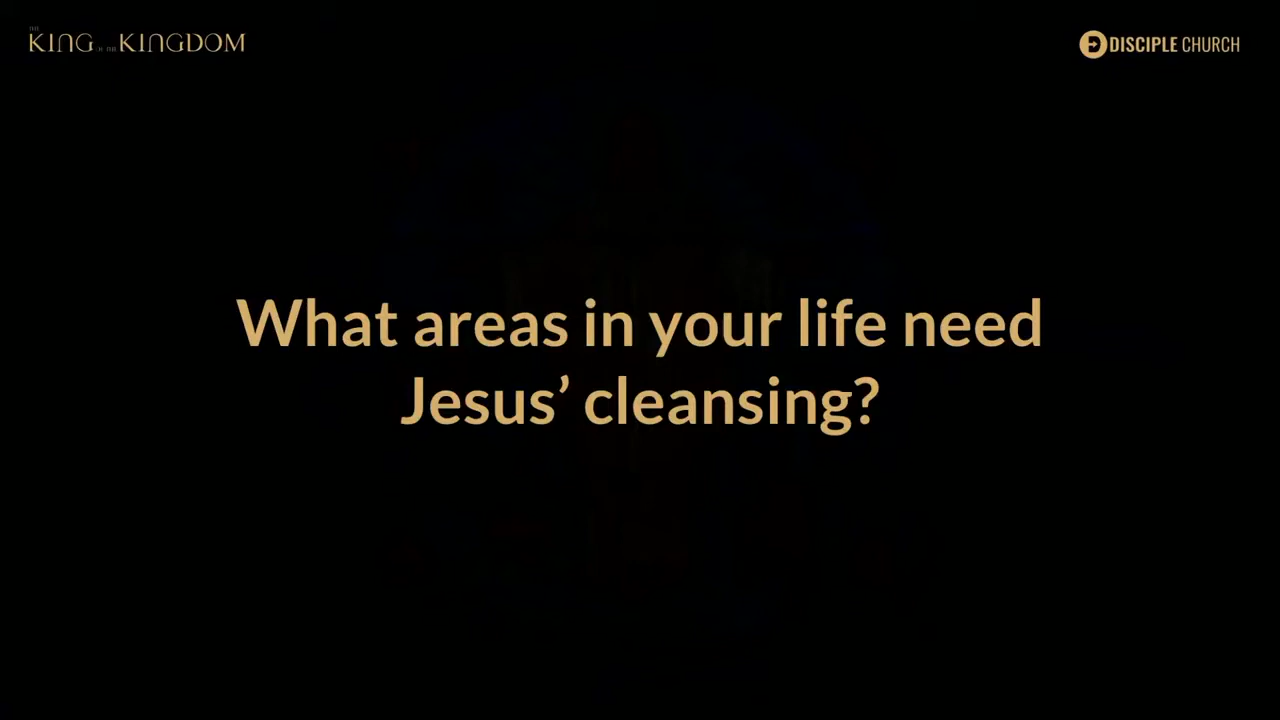 KING KINGDOM
DISCIPLE CHURCH
What areas in your life need
Jesus’ cleansing?